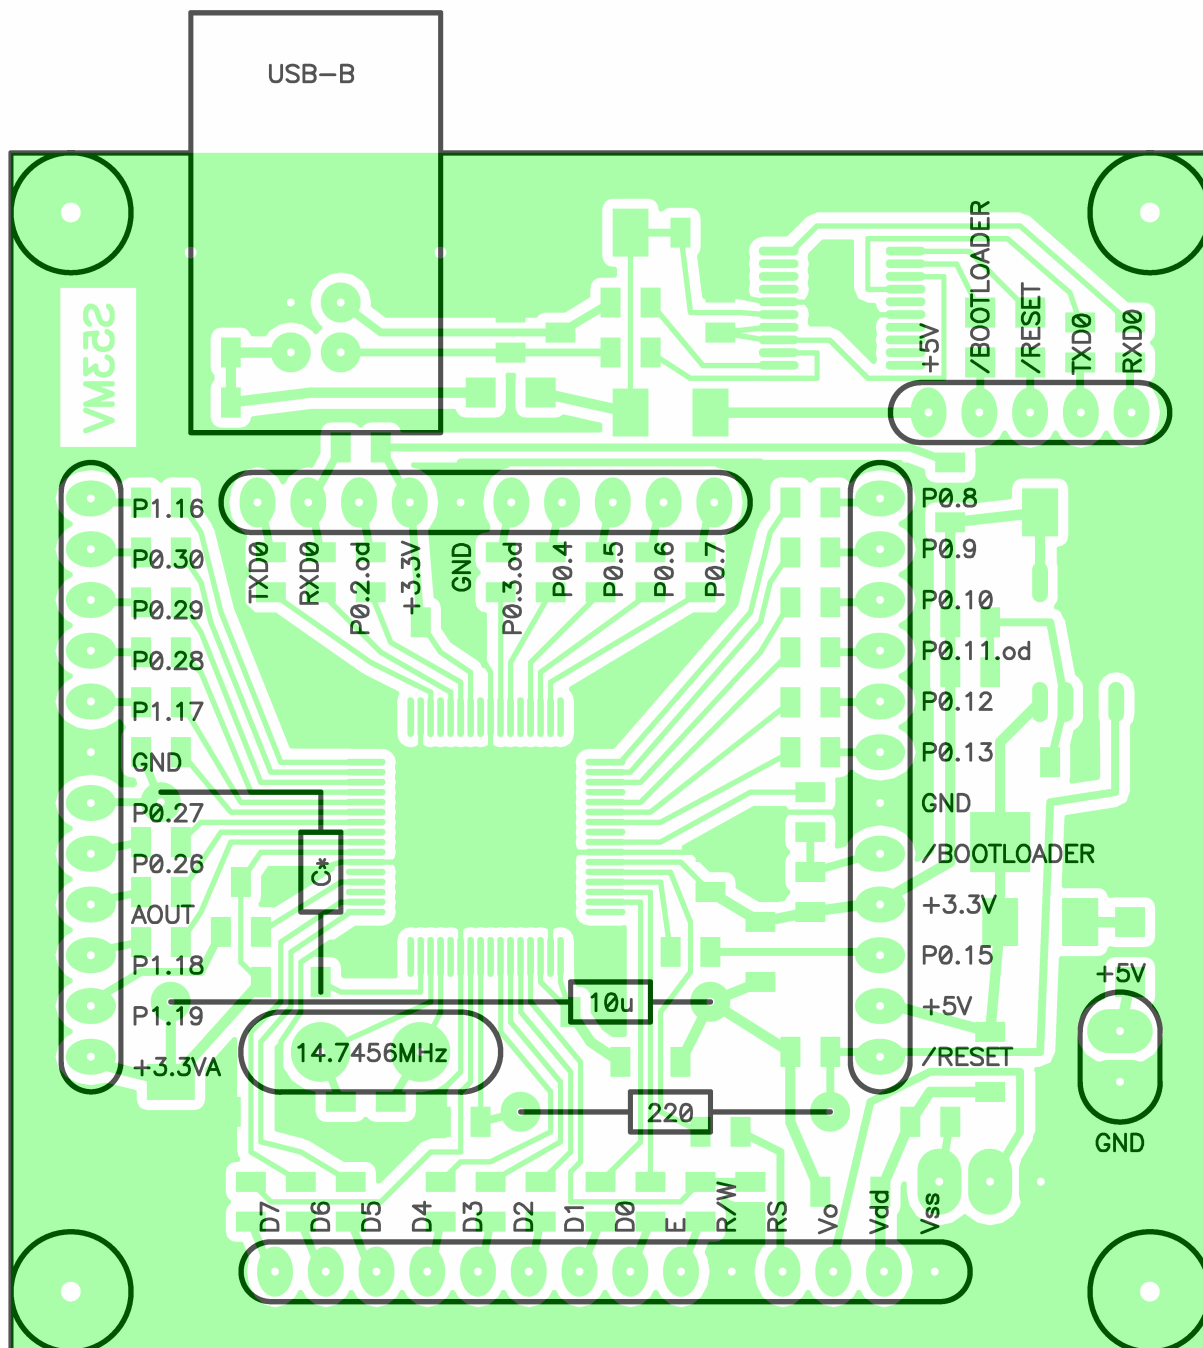 USB-B
S53MV
+5V
/BOOTLOADER
/RESET
TXD0
RXD0
P1.16
P0.30
P0.29
P0.28
P1.17
GND
P0.27
P0.26
AOUT
P1.18
P1.19
+3.3VA
TXD0
RXD0
P0.2.od
+3.3V
GND
P0.3.od
P0.4
P0.5
P0.6
P0.7
P0.8
P0.9
P0.10
P0.11.od
P0.12
P0.13
GND
/BOOTLOADER
+3.3V
P0.15
+5V
/RESET
C*
10u
14.7456MHz
220
+5V
GND
D7
D6
D5
D4
D3
D2
D1
D0
E
R/W
RS
Vo
Vdd
Vss